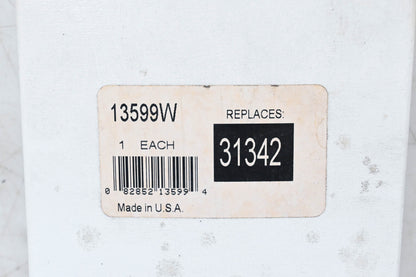 13599W
REPLACES:
1 EACH
31342
0 82852 13599 4
Made in U.S.A.